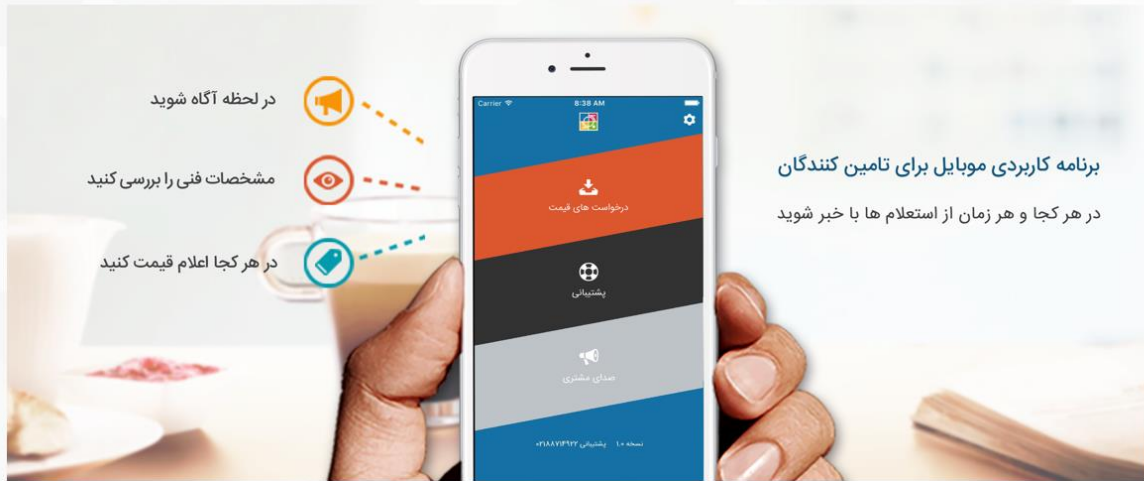 برنامه کاربردی موبایل برای تامین کنندگان
در هر کجا و هر زمان از استعلام ها با خبر شوید
Carrier
8:38 AM
درخواست های قیمت
پشتیبانی
صدای مشتری
نسخه ۱.۰ پشتیبانی ۰۲۱۸۸۷۱۴۹۲۲
در لحظه آگاه شوید
مشخصات فنی را بررسی کنید
در هر کجا اعلام قیمت کنید